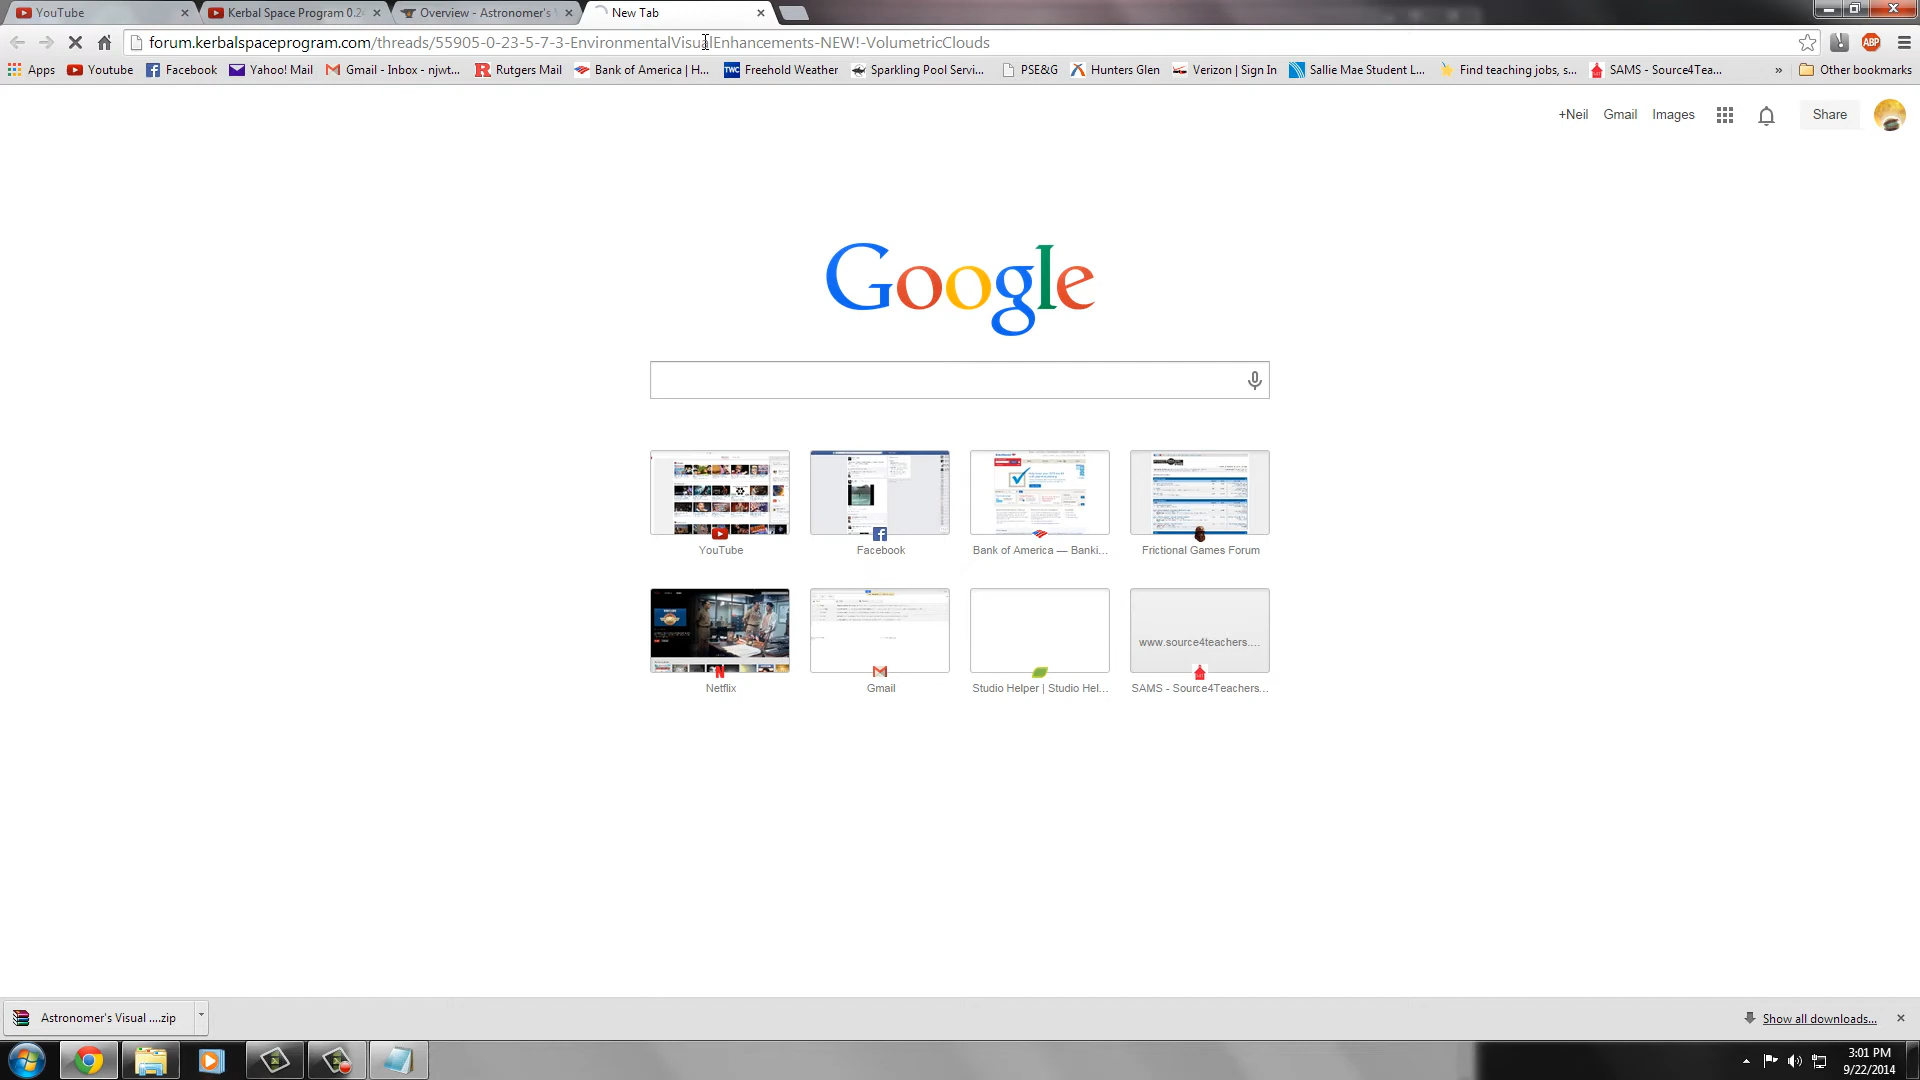 YouTube
Kerbal Space Program 0.2
Overview - Astronomer's
New Tab
forum.kerbalspaceprogram.com/threads/55905-0-23-5-7-3-EnvironmentalVisualEnhancements-NEW!-VolumetricClouds
ABP
Apps
Youtube
Facebook
Yahoo! Mail
Gmail - Inbox - njwt...
Rutgers Mail
Bank of America | H...
TWC
Freehold Weather
Sparkling Pool Servi...
PSE&G
Hunters Glen
Verizon | Sign In
Sallie Mae Student L...
Find teaching jobs, s...
SAMS - Source4Tea...
»
Other bookmarks
+Neil
Gmail
Images
Share
Google
YouTube
Facebook
Bank of America — Banki...
Frictional Games Forum
www.source4teachers....
Netflix
Gmail
Studio Helper | Studio Hel...
SAMS - Source4Teachers...
Astronomer's Visual ....zip
Show all downloads...
3:01 PM
9/22/2014